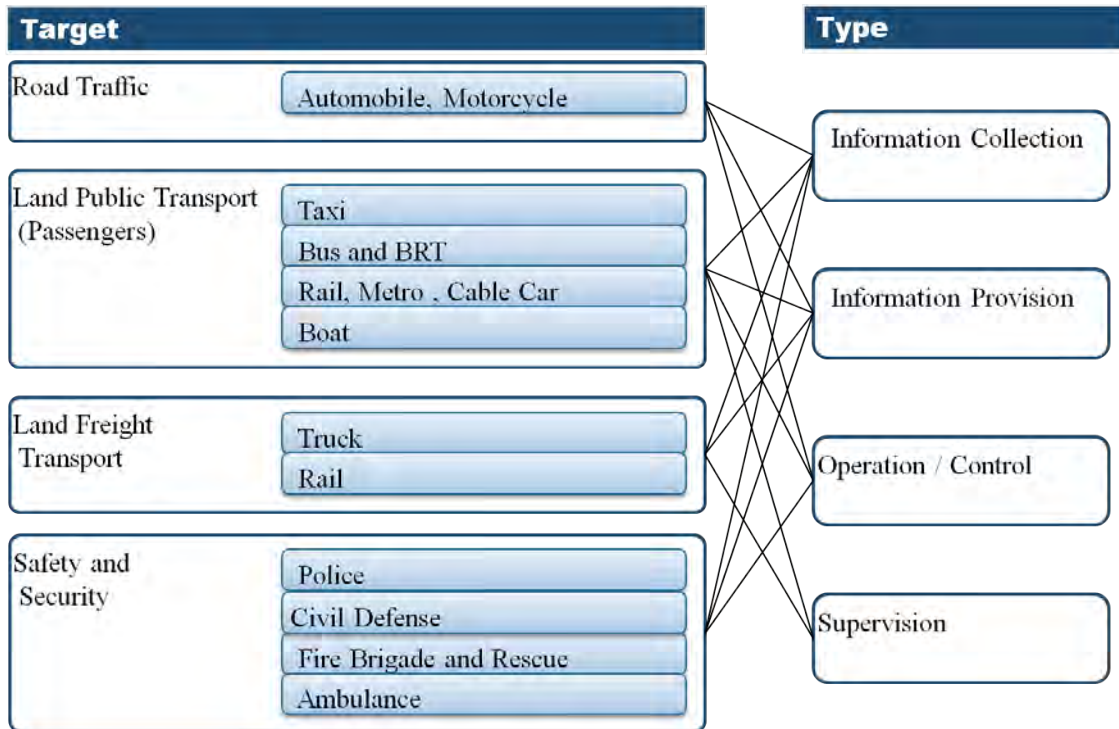 Target
Type
Road Traffic
Automobile, Motorcycle
Information Collection
Land Public Transport
(Passengers)
Taxi
Bus and BRT
Rail, Metro , Cable Car
Boat
Information Provision
Land Freight
Transport
Truck
Rail
Operation / Control
Safety and
Security
Police
Civil Defense
Fire Brigade and Rescue
Ambulance
Supervision